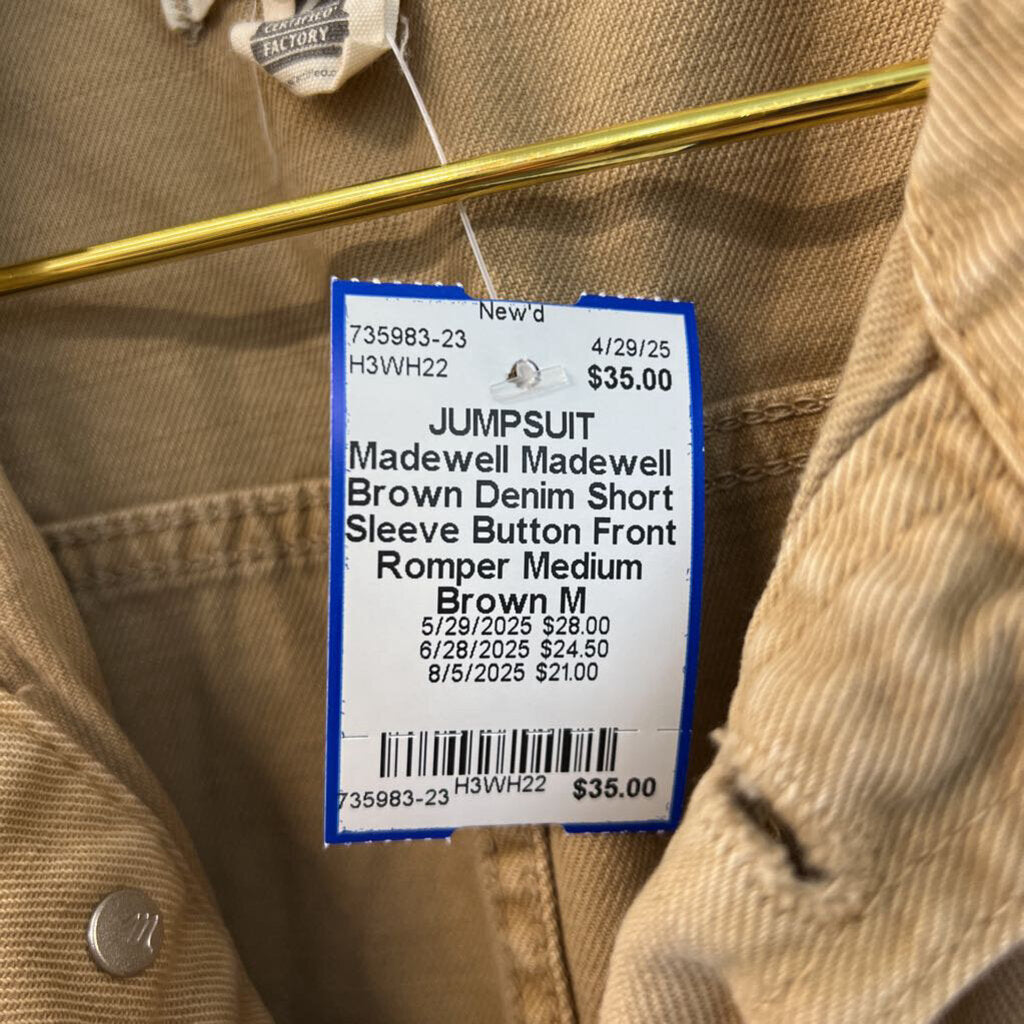 CERTIFIED
FACTORY
New'd
735983-23
4/29/25
H3WH22
$35.00
JUMPSUIT
Madewell Madewell
Brown Denim Short
Sleeve Button Front
Romper Medium
Brown M
5/29/2025 $28.00
6/28/2025 $24.50
8/5/2025 $21.00
735983-23
H3WH22
$35.00
m